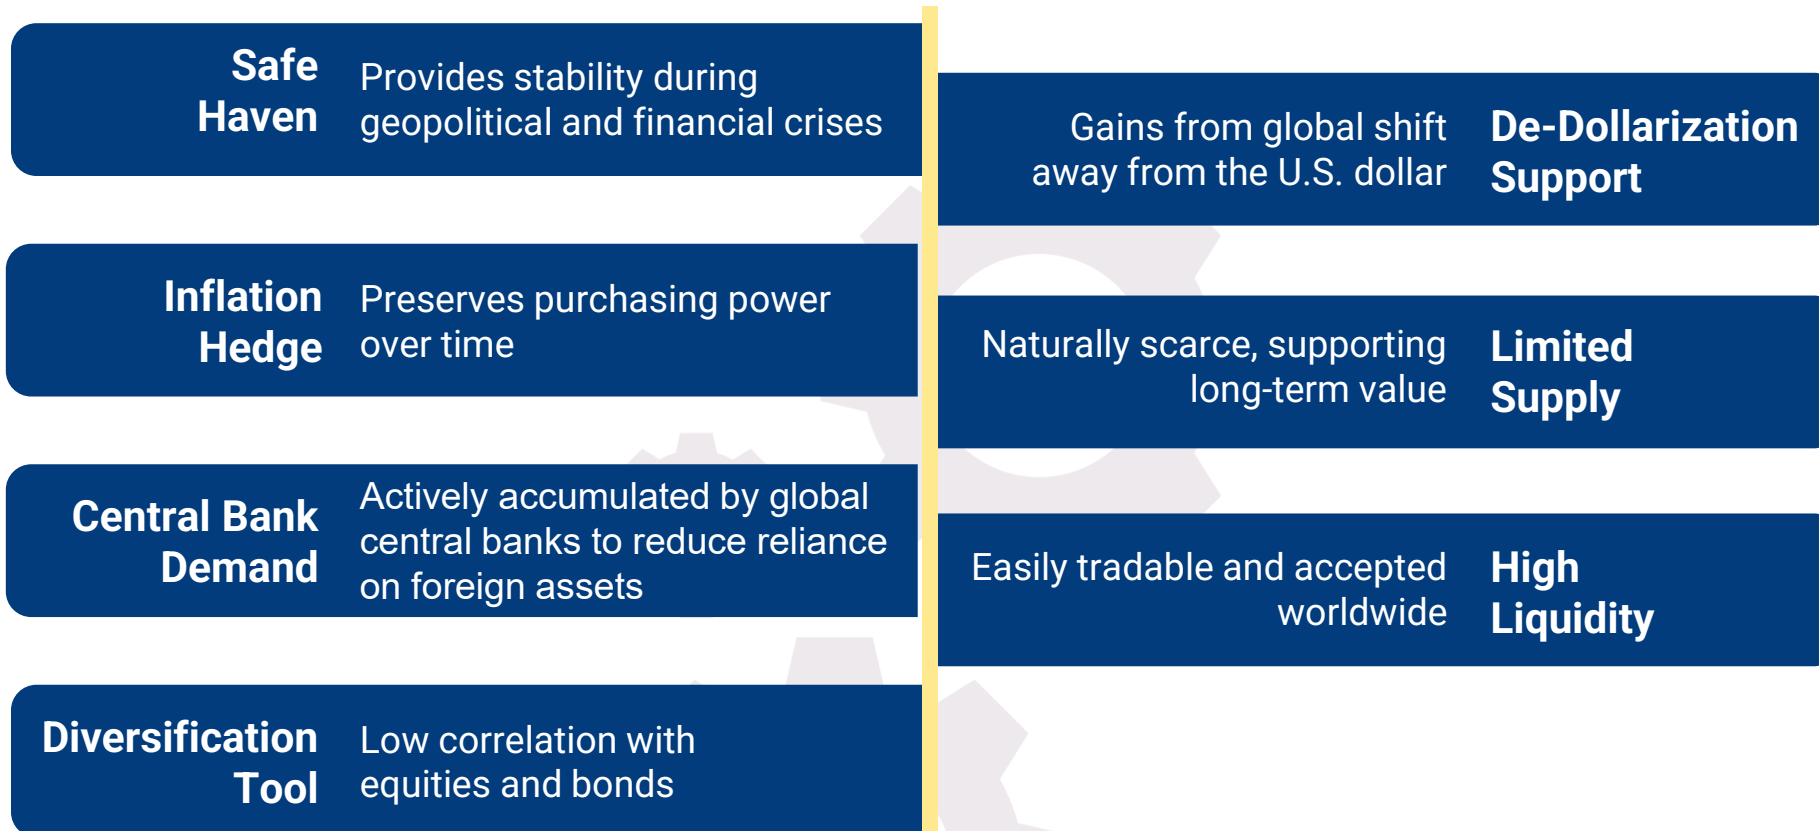 Safe
Haven
Provides stability during
geopolitical and financial crises
Inflation
Hedge
Preserves purchasing power
over time
Central Bank
Demand
Actively accumulated by global
central banks to reduce reliance
on foreign assets
Diversification
Tool
Low correlation with
equities and bonds
Gains from global shift
away from the U.S. dollar
De-Dollarization
Support
Naturally scarce, supporting
long-term value
Limited
Supply
Easily tradable and accepted
worldwide
High
Liquidity